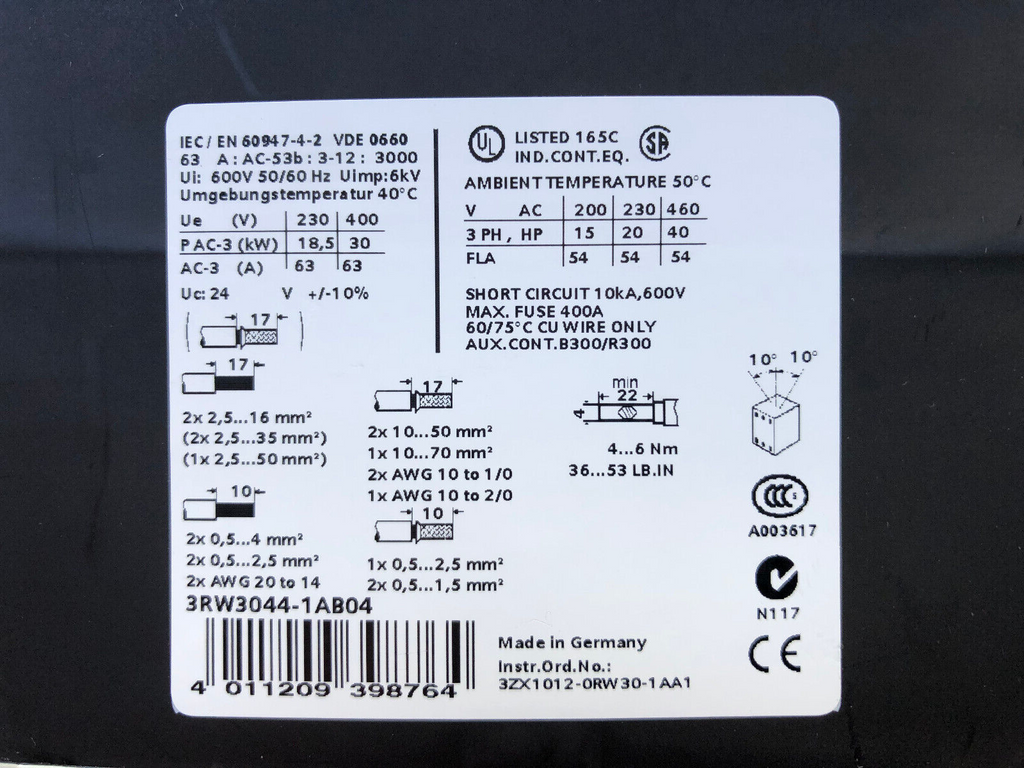 IEC/ EN 60947-4-2 VDE 0660
63 A: AC-53b: 3-12: 3000
Ui: 600V 50/60 Hz Uimp:6kV
Umgebungstemperatur 40°C
Ue (V) 230 400
P AC-3 (kW) 18,5 30
AC-3 (A) 63 63
Uc: 24 V +/-10%
UL LISTED 165C
IND.CONT.EQ. SA
AMBIENT TEMPERATURE 50°C
V AC 200 230 460
3 PH, HP 15 20 40
FLA 54 54 54
SHORT CIRCUIT 10kA,600V
MAX. FUSE 400A
60/75°C CU WIRE ONLY
AUX.CONT.B300/R300
( 17 )
17
2x 2,5...16 mm²
(2x 2,5...35 mm²)
(1x 2,5...50 mm²)
10
2x 0,5...4 mm²
2x 0,5...2,5 mm²
2x AWG 20 to 14
17
2x 10...50 mm²
1x 10...70 mm²
2x AWG 10 to 1/0
1x AWG 10 to 2/0
10
1x 0,5...2,5 mm²
2x 0,5...1,5 mm²
min
22
4
4...6 Nm
36...53 LB.IN
10° 10°
CCC S
A003617
N117
CE
3RW3044-1AB04
4 011209 398764
Made in Germany
Instr.Ord.No.:
3ZX1012-0RW30-1AA1